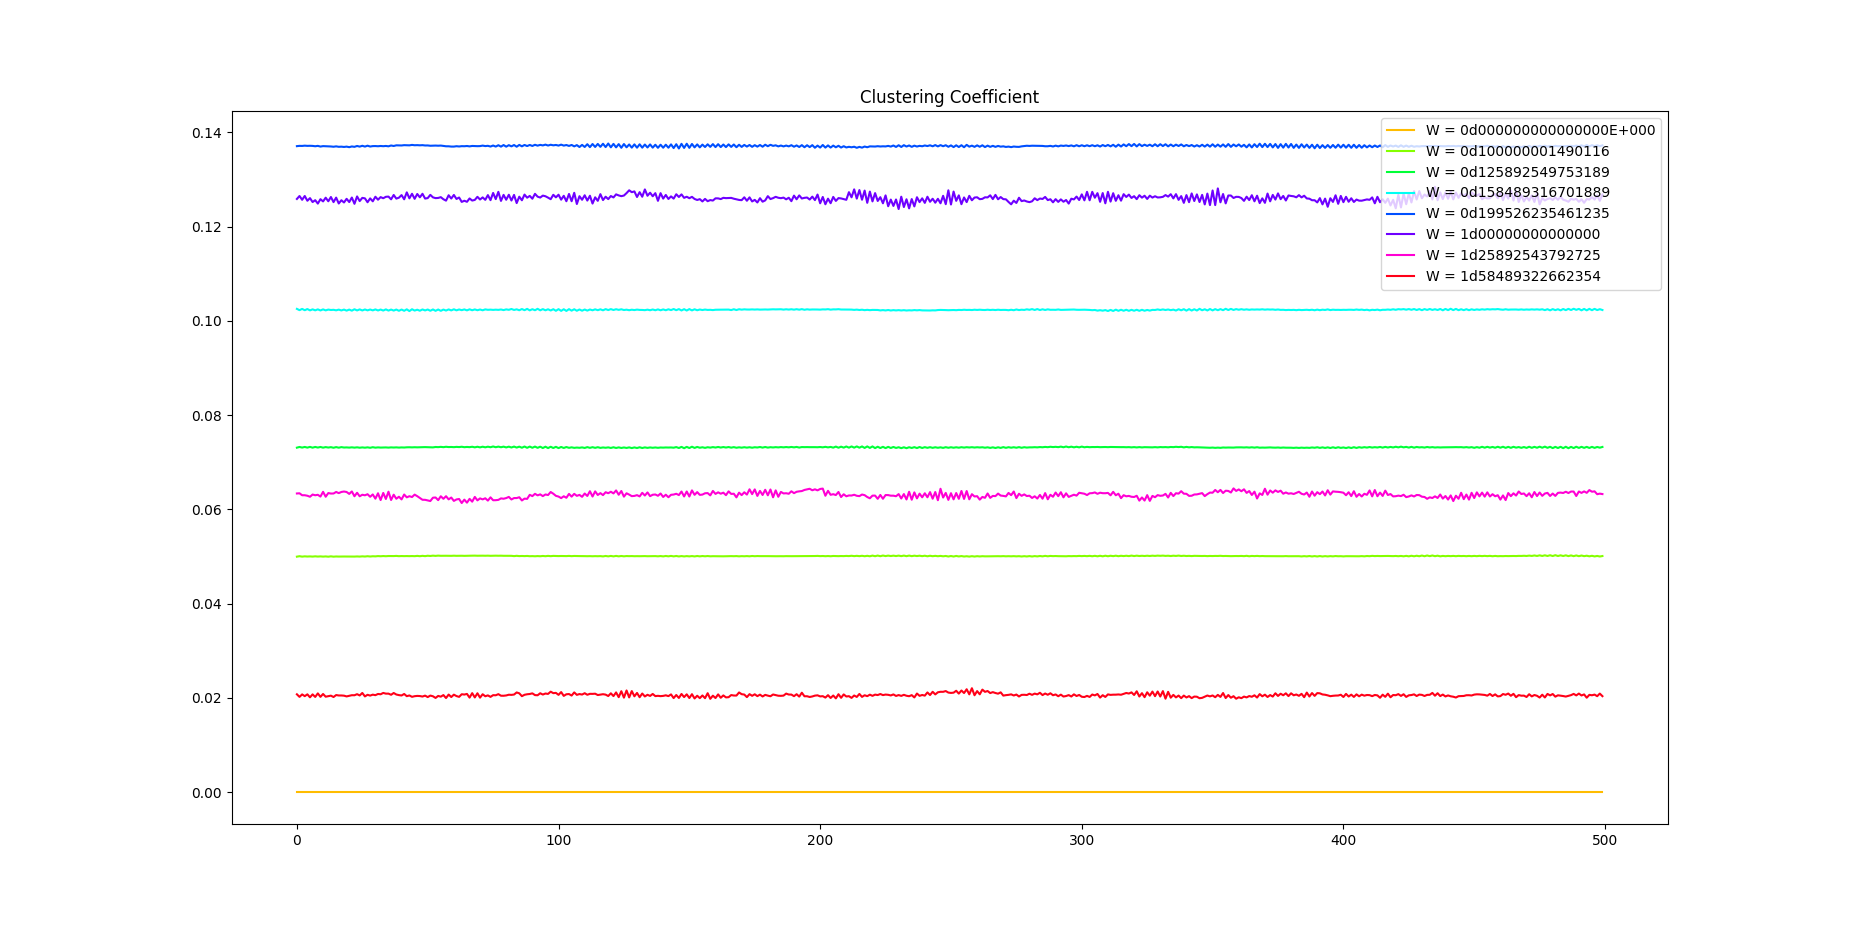 Clustering Coefficient
0.14
0.12
0.10
0.08
0.06
0.04
0.02
0.00
0 100 200 300 400 500
W = 0d000000000000000E+000
W = 0d100000001490116
W = 0d125892549753189
W = 0d158489316701889
W = 0d199526235461235
W = 1d00000000000000
W = 1d25892543792725
W = 1d58489322662354